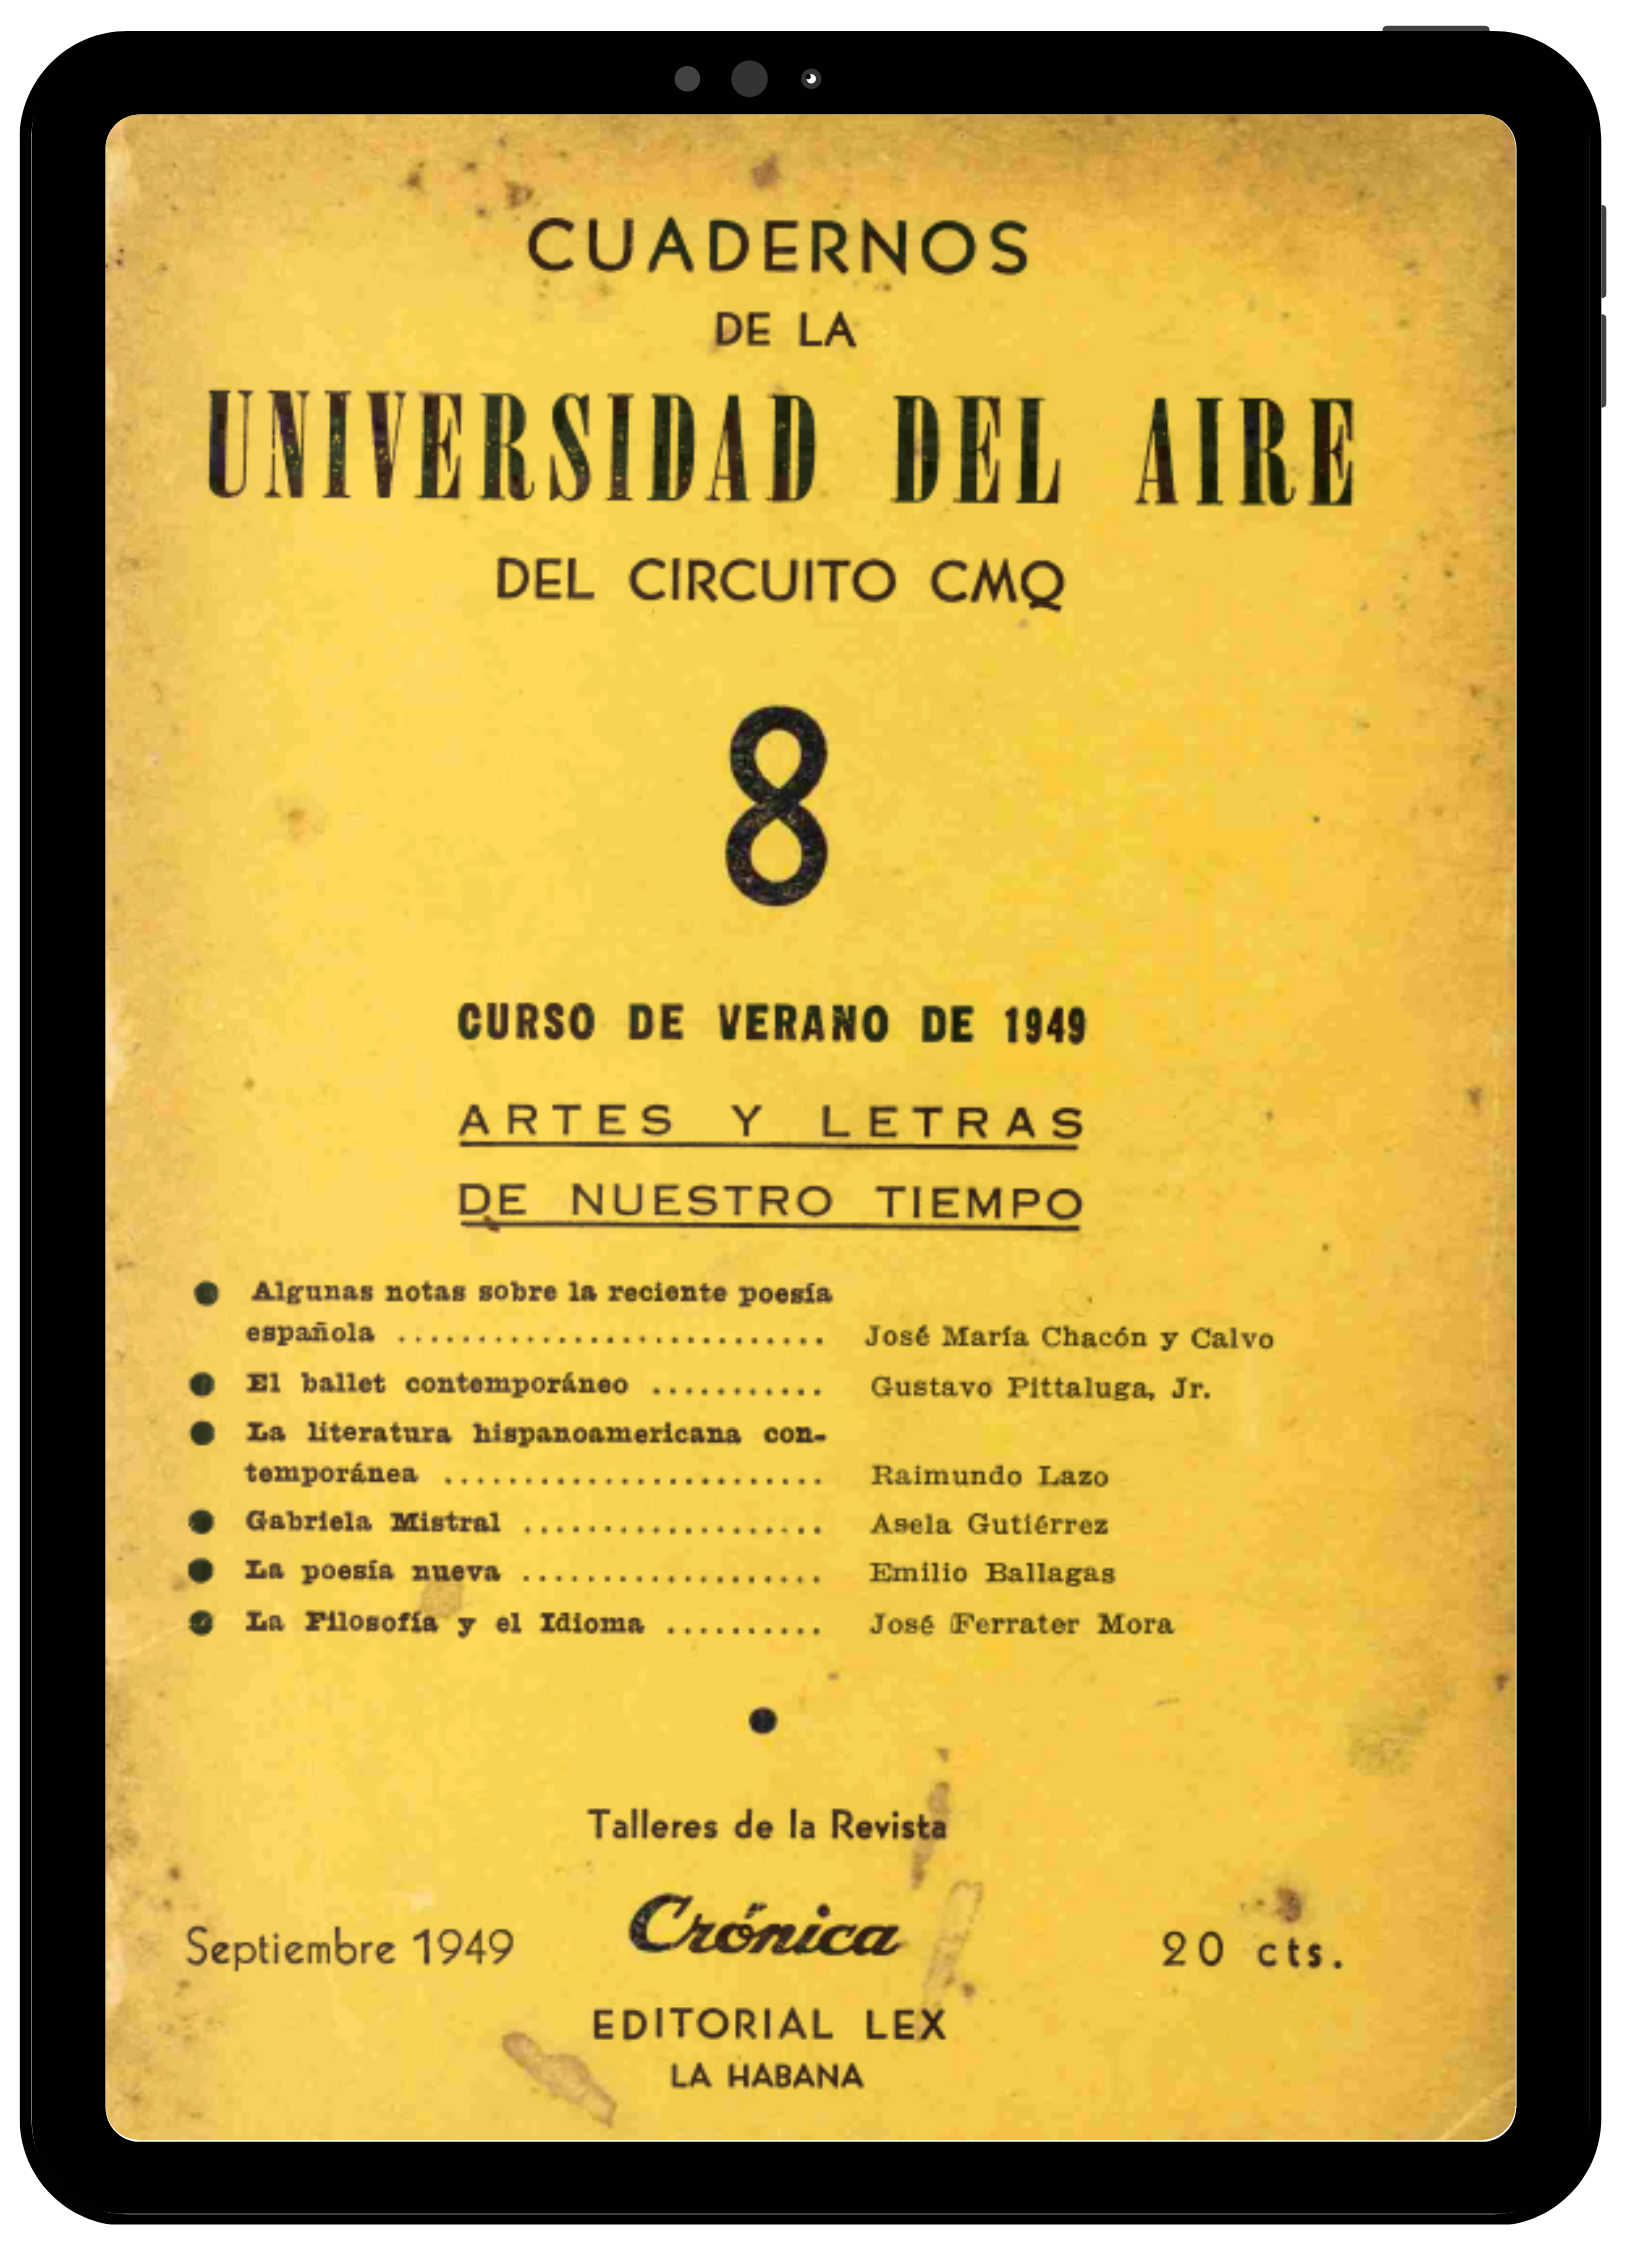 CUADERNOS
DE LA
UNIVERSIDAD DEL AIRE
DEL CIRCUITO CMQ
8
CURSO DE VERANO DE 1949
ARTES Y LETRAS
DE NUESTRO TIEMPO
● Algunas notas sobre la reciente poesía
española ........................... José María Chacón y Calvo
● El ballet contemporáneo ........... Gustavo Pittaluga, Jr.
● La literatura hispanoamericana con-
temporánea ........................ Raimundo Lazo
● Gabriela Mistral ................... Asela Gutiérrez
● La poesía nueva ................... Emilio Ballagas
● La Filosofía y el Idioma .......... José Ferrater Mora
Talleres de la Revista
Septiembre 1949 Crónica 20 cts.
EDITORIAL LEX
LA HABANA